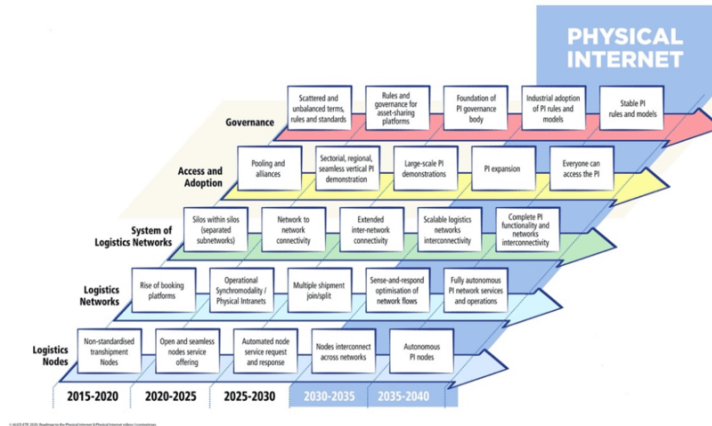 PHYSICAL
INTERNET
Governance
Scattered and
unbalanced terms,
rules and standards
Rules and
governance for
asset-sharing
platforms
Foundation of
PI governance
body
Industrial adoption
of PI rules and
models
Stable PI
rules and models
Access and
Adoption
Pooling and
alliances
Sectorial, regional,
seamless vertical PI
demonstration
Large-scale PI
demonstrations
PI expansion
Everyone can
access the PI
System of
Logistics Networks
Silos within silos
(separated
subnetworks)
Network to
network
connectivity
Extended
inter-network
connectivity
Scalable logistics
networks
interconnectivity
Complete PI
functionality and
networks
interconnectivity
Logistics
Networks
Rise of booking
platforms
Operational
Synchromodality /
Physical Intranets
Multiple shipment
join/split
Sense-and-respond
optimisation of
network flows
Fully autonomous
PI network services
and operations
Logistics
Nodes
Non-standardised
transhipment
Nodes
Open and seamless
nodes service
offering
Automated node
service request
and response
Nodes interconnect
across networks
Autonomous
PI nodes
2015-2020
2020-2025
2025-2030
2030-2035
2035-2040